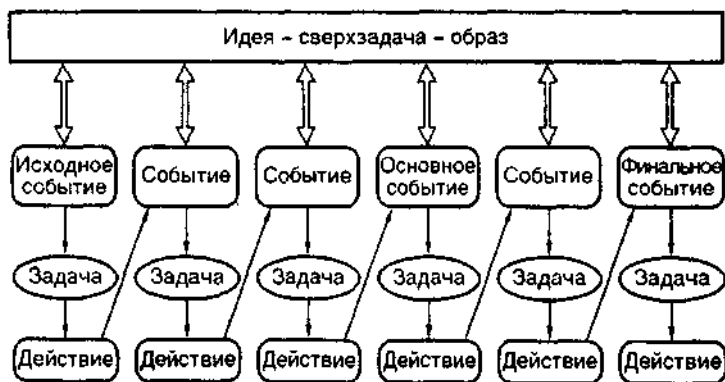 Идея – сверхзадача – образ
Исходное
событие
Событие
Событие
Основное
событие
Событие
Финальное
событие
Задача
Задача
Задача
Задача
Задача
Задача
Действие
Действие
Действие
Действие
Действие
Действие